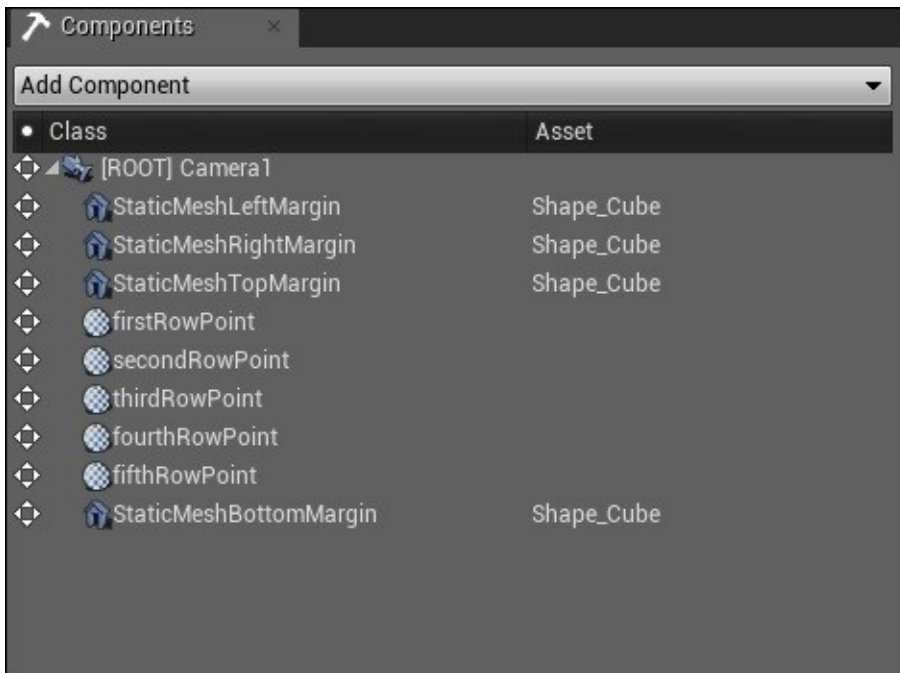 Components ×
Add Component
Class Asset
[ROOT] Camera1
StaticMeshLeftMargin Shape_Cube
StaticMeshRightMargin Shape_Cube
StaticMeshTopMargin Shape_Cube
firstRowPoint
secondRowPoint
thirdRowPoint
fourthRowPoint
fifthRowPoint
StaticMeshBottomMargin Shape_Cube